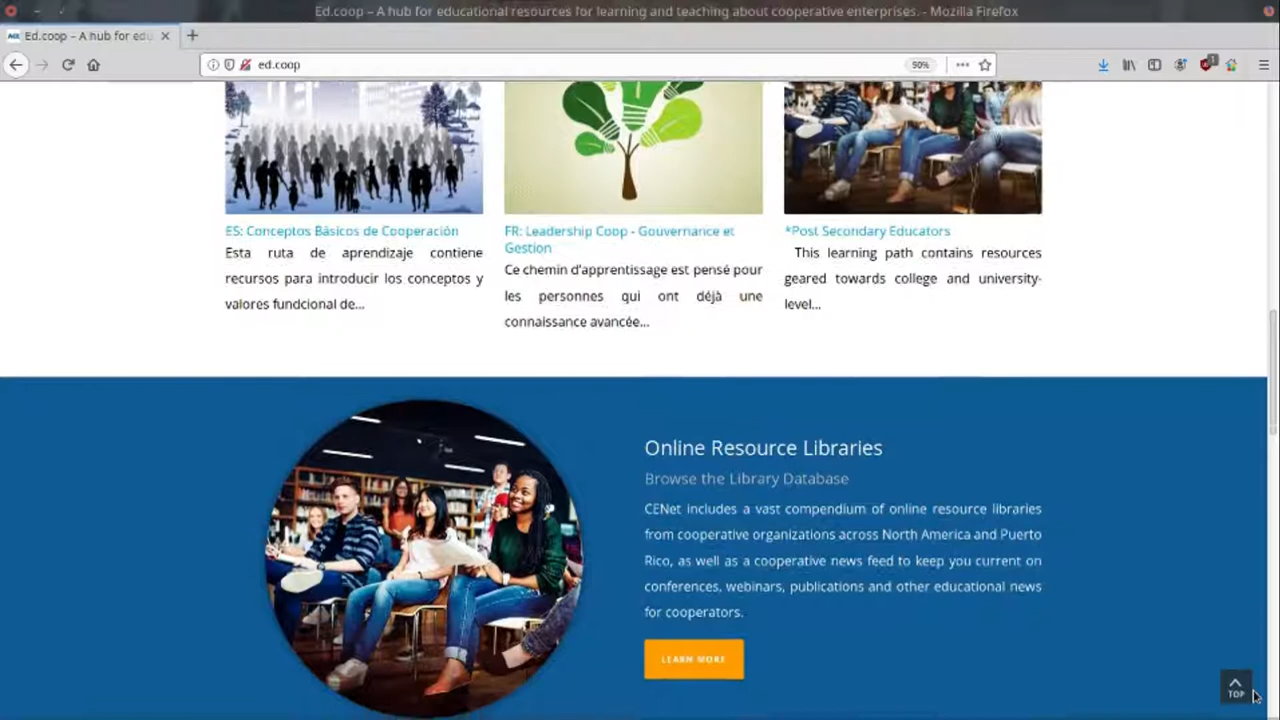 Ed.coop – A hub for educational resources for learning and teaching about cooperative enterprises. - Mozilla Firefox
Ed.coop – A hub for edu
ed.coop
90%
ES: Conceptos Básicos de Cooperación
Esta ruta de aprendizaje contiene
recursos para introducir los conceptos y
valores fundcional de...
FR: Leadership Coop - Gouvernance et
Gestion
Ce chemin d'apprentissage est pensé pour
les personnes qui ont déjà une
connaissance avancée...
*Post Secondary Educators
This learning path contains resources
geared towards college and university-
level...
Online Resource Libraries
Browse the Library Database
CENet includes a vast compendium of online resource libraries
from cooperative organizations across North America and Puerto
Rico, as well as a cooperative news feed to keep you current on
conferences, webinars, publications and other educational news
for cooperators.
LEARN MORE
TOP